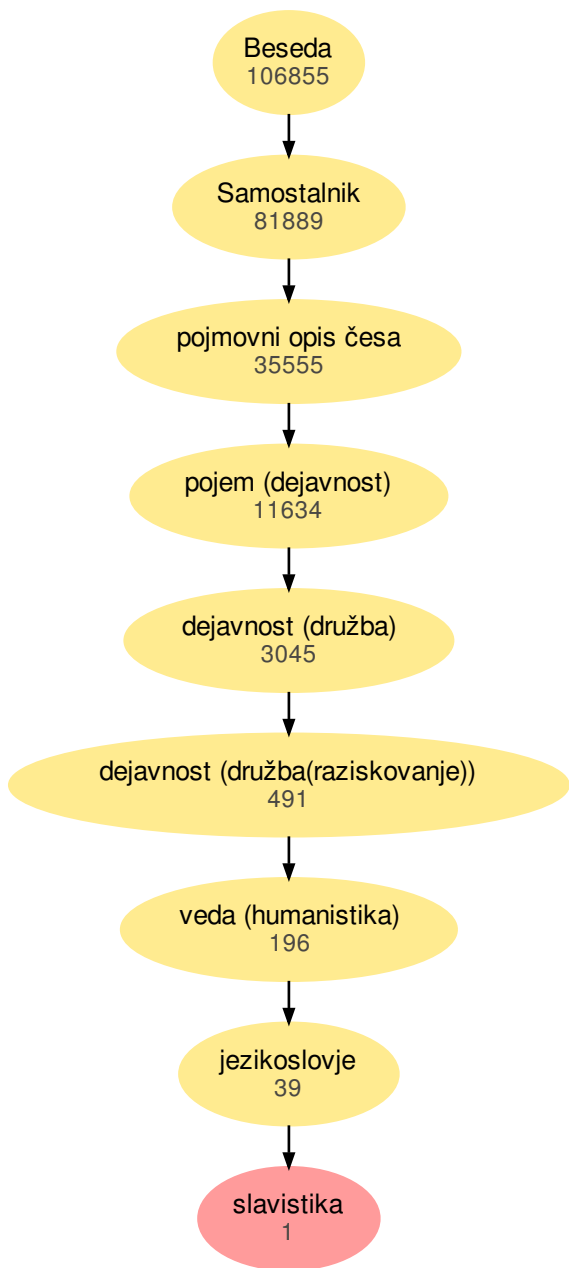 Beseda
106855
Samostalnik
81889
pojmovni opis česa
35555
pojem (dejavnost)
11634
dejavnost (družba)
3045
dejavnost (družba(raziskovanje))
491
veda (humanistika)
196
jezikoslovje
39
slavistika
1